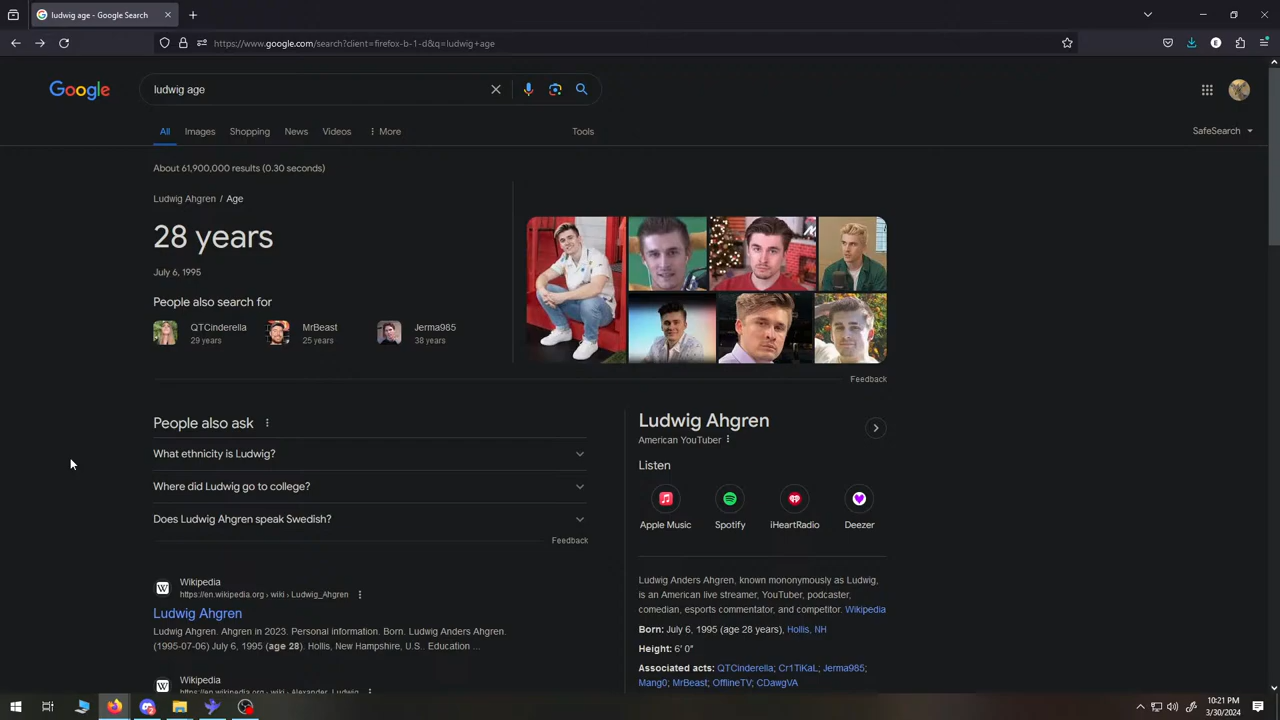 ludwig age - Google Search
https://www.google.com/search?client=firefox-b-1-d&q=ludwig+age
Google
ludwig age
All
Images
Shopping
News
Videos
More
Tools
SafeSearch
About 61,900,000 results (0.30 seconds)
Ludwig Ahgren / Age
28 years
July 6, 1995
People also search for
QTCinderella
29 years
MrBeast
25 years
Jerma985
38 years
Feedback
People also ask
What ethnicity is Ludwig?
Where did Ludwig go to college?
Does Ludwig Ahgren speak Swedish?
Feedback
Wikipedia
https://en.wikipedia.org › wiki › Ludwig_Ahgren
Ludwig Ahgren
Ludwig Ahgren. Ahgren in 2023. Personal information. Born. Ludwig Anders Ahgren.
(1995-07-06) July 6, 1995 (age 28) Hollis, New Hampshire, U.S.. Education ...
Wikipedia
https://en.wikipedia.org › wiki › Alexander_Ludwig
Ludwig Ahgren
American YouTuber
Listen
Apple Music
Spotify
iHeartRadio
Deezer
Ludwig Anders Ahgren, known mononymously as Ludwig,
is an American live streamer, YouTuber, podcaster,
comedian, esports commentator, and competitor. Wikipedia
Born: July 6, 1995 (age 28 years), Hollis, NH
Height: 6′ 0″
Associated acts: QTCinderella; Cr1TiKaL; Jerma985;
Mang0; MrBeast; OfflineTV; CDawgVA
10:21 PM
3/30/2024